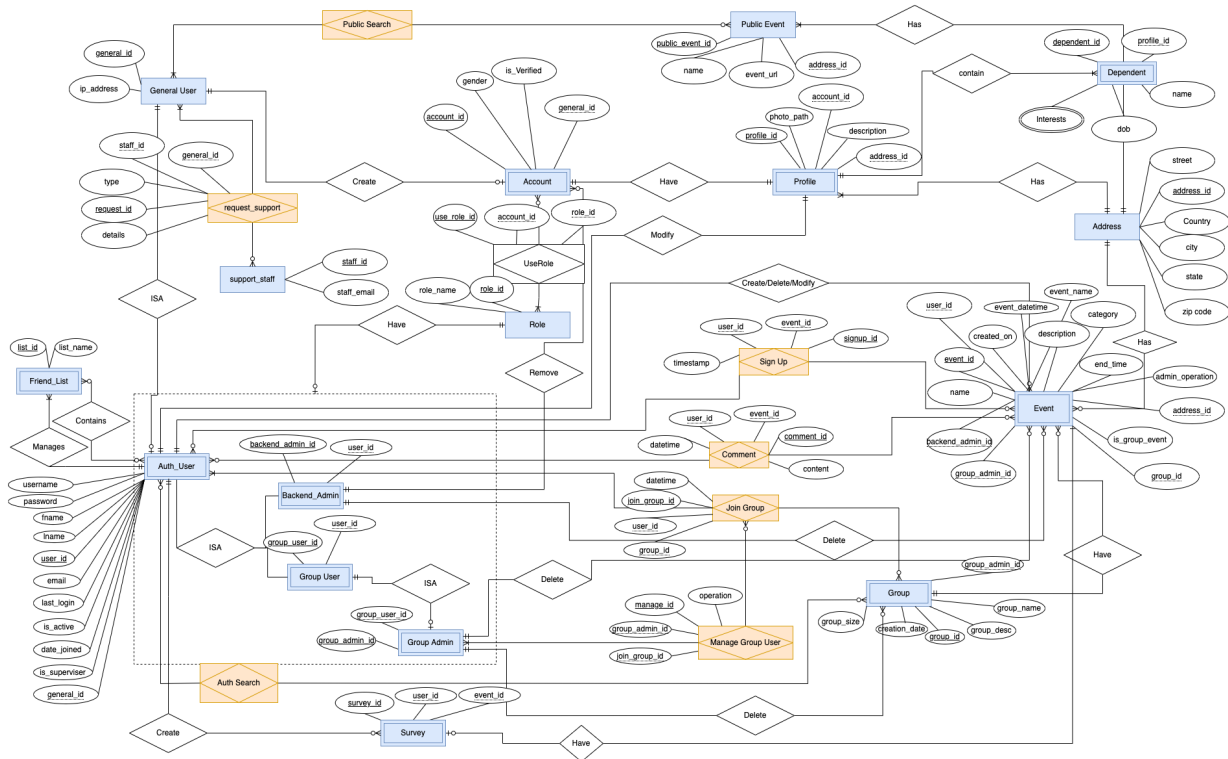 Public Search
Public Event
Has
public_event_id
name
event_url
address_id
dependent_id
profile_id
Dependent
name
Interests
dob
contain
general_id
ip_address
General User
gender
is_Verified
account_id
general_id
Account
Create
Have
photo_path
account_id
profile_id
description
address_id
Profile
Has
street
address_id
Country
city
state
zip code
Address
staff_id
general_id
type
request_id
details
request_support
support_staff
staff_id
staff_email
ISA
use_role_id
account_id
role_id
UseRole
Modify
role_name
role_id
Role
Have
Remove
Create/Delete/Modify
user_id
event_datetime
event_name
category
created_on
description
event_id
end_time
name
admin_operation
Event
Has
address_id
backend_admin_id
is_group_event
group_admin_id
group_id
user_id
event_id
signup_id
timestamp
Sign Up
user_id
event_id
datetime
comment_id
Comment
content
list_id
list_name
Friend_List
Contains
Manages
Auth_User
username
password
fname
lname
user_id
email
last_login
is_active
date_joined
is_superviser
general_id
backend_admin_id
user_id
Backend_Admin
ISA
user_id
group_user_id
Group User
ISA
group_user_id
group_admin_id
Group Admin
datetime
join_group_id
Join Group
user_id
group_id
Delete
Delete
Have
group_admin_id
Group
group_name
group_size
creation_date
group_id
group_desc
manage_id
operation
group_admin_id
Manage Group User
join_group_id
Auth Search
Delete
Create
survey_id
user_id
event_id
Survey
Have